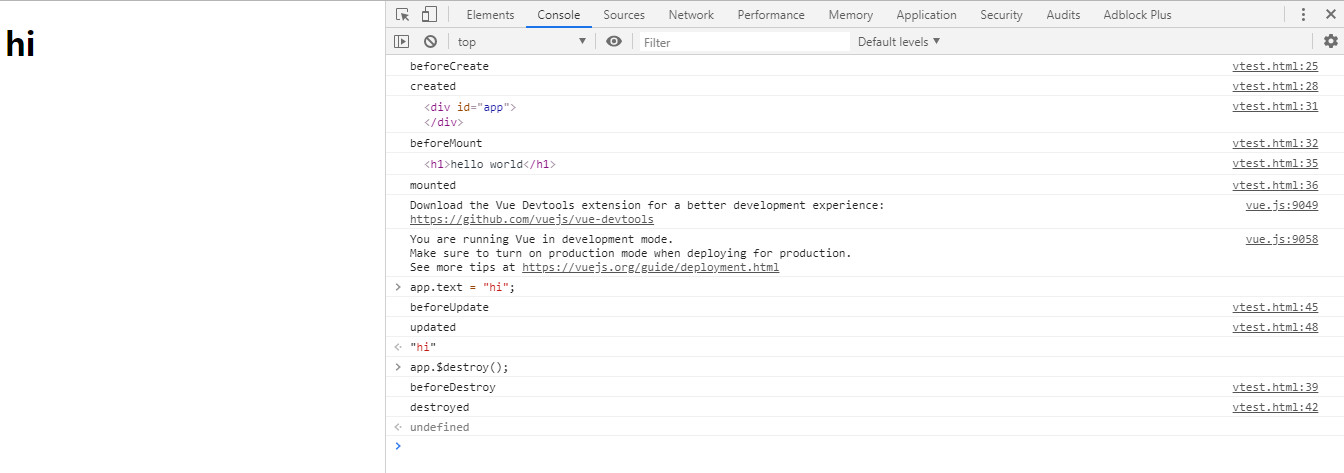 hi
Elements Console Sources Network Performance Memory Application Security Audits Adblock Plus
top Filter Default levels
beforeCreate vtest.html:25
created vtest.html:28
<div id="app"> vtest.html:31
</div>
beforeMount vtest.html:32
<h1>hello world</h1> vtest.html:35
mounted vtest.html:36
Download the Vue Devtools extension for a better development experience: vue.js:9049
https://github.com/vuejs/vue-devtools
You are running Vue in development mode. vue.js:9058
Make sure to turn on production mode when deploying for production.
See more tips at https://vuejs.org/guide/deployment.html
app.text = "hi";
beforeUpdate vtest.html:45
updated vtest.html:48
"hi"
app.$destroy();
beforeDestroy vtest.html:39
destroyed vtest.html:42
undefined